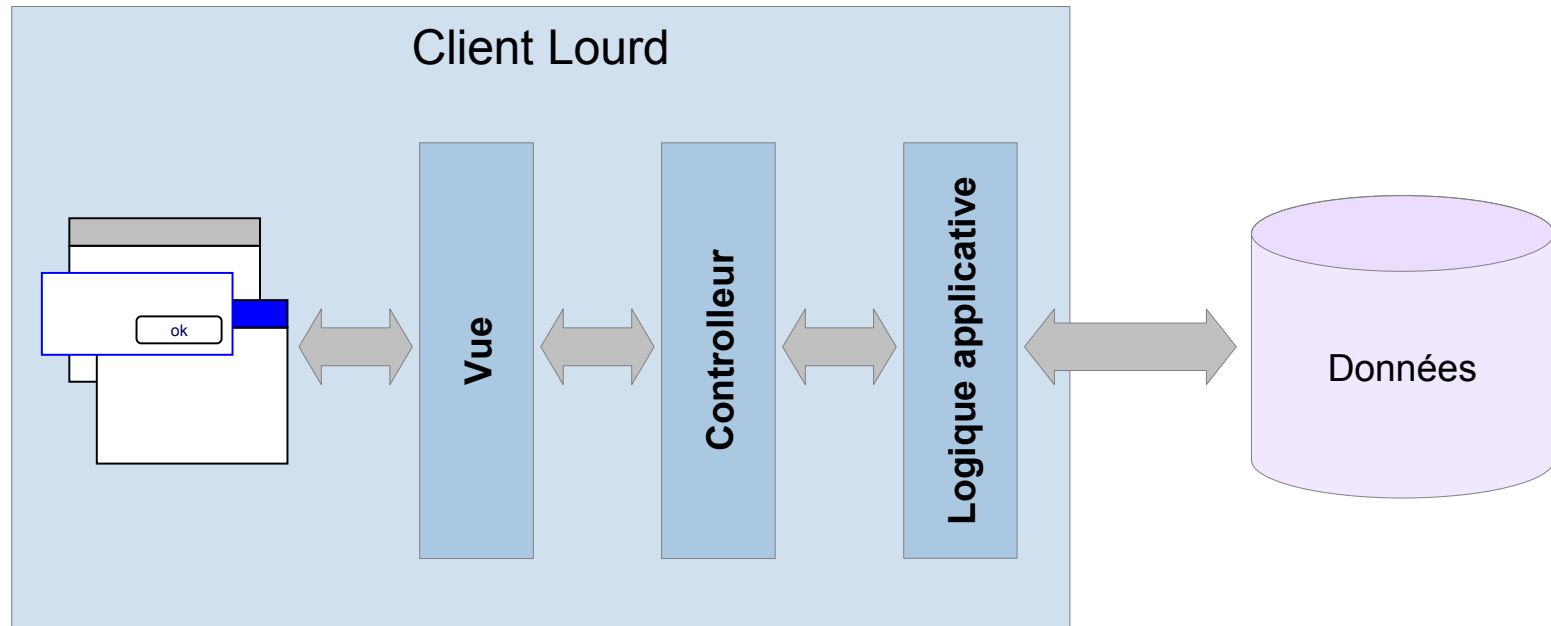 Client Lourd
ok
Vue
Controlleur
Logique applicative
Données